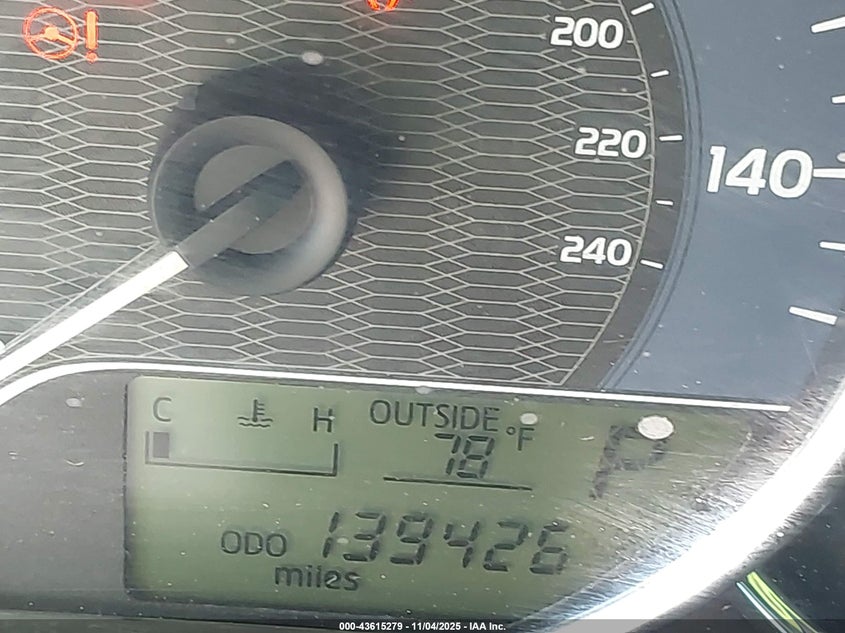 200
220
140
240
C H OUTSIDE
78 °F
P
ODO 139426
miles
000-43615279 - 11/04/2025 - IAA Inc.